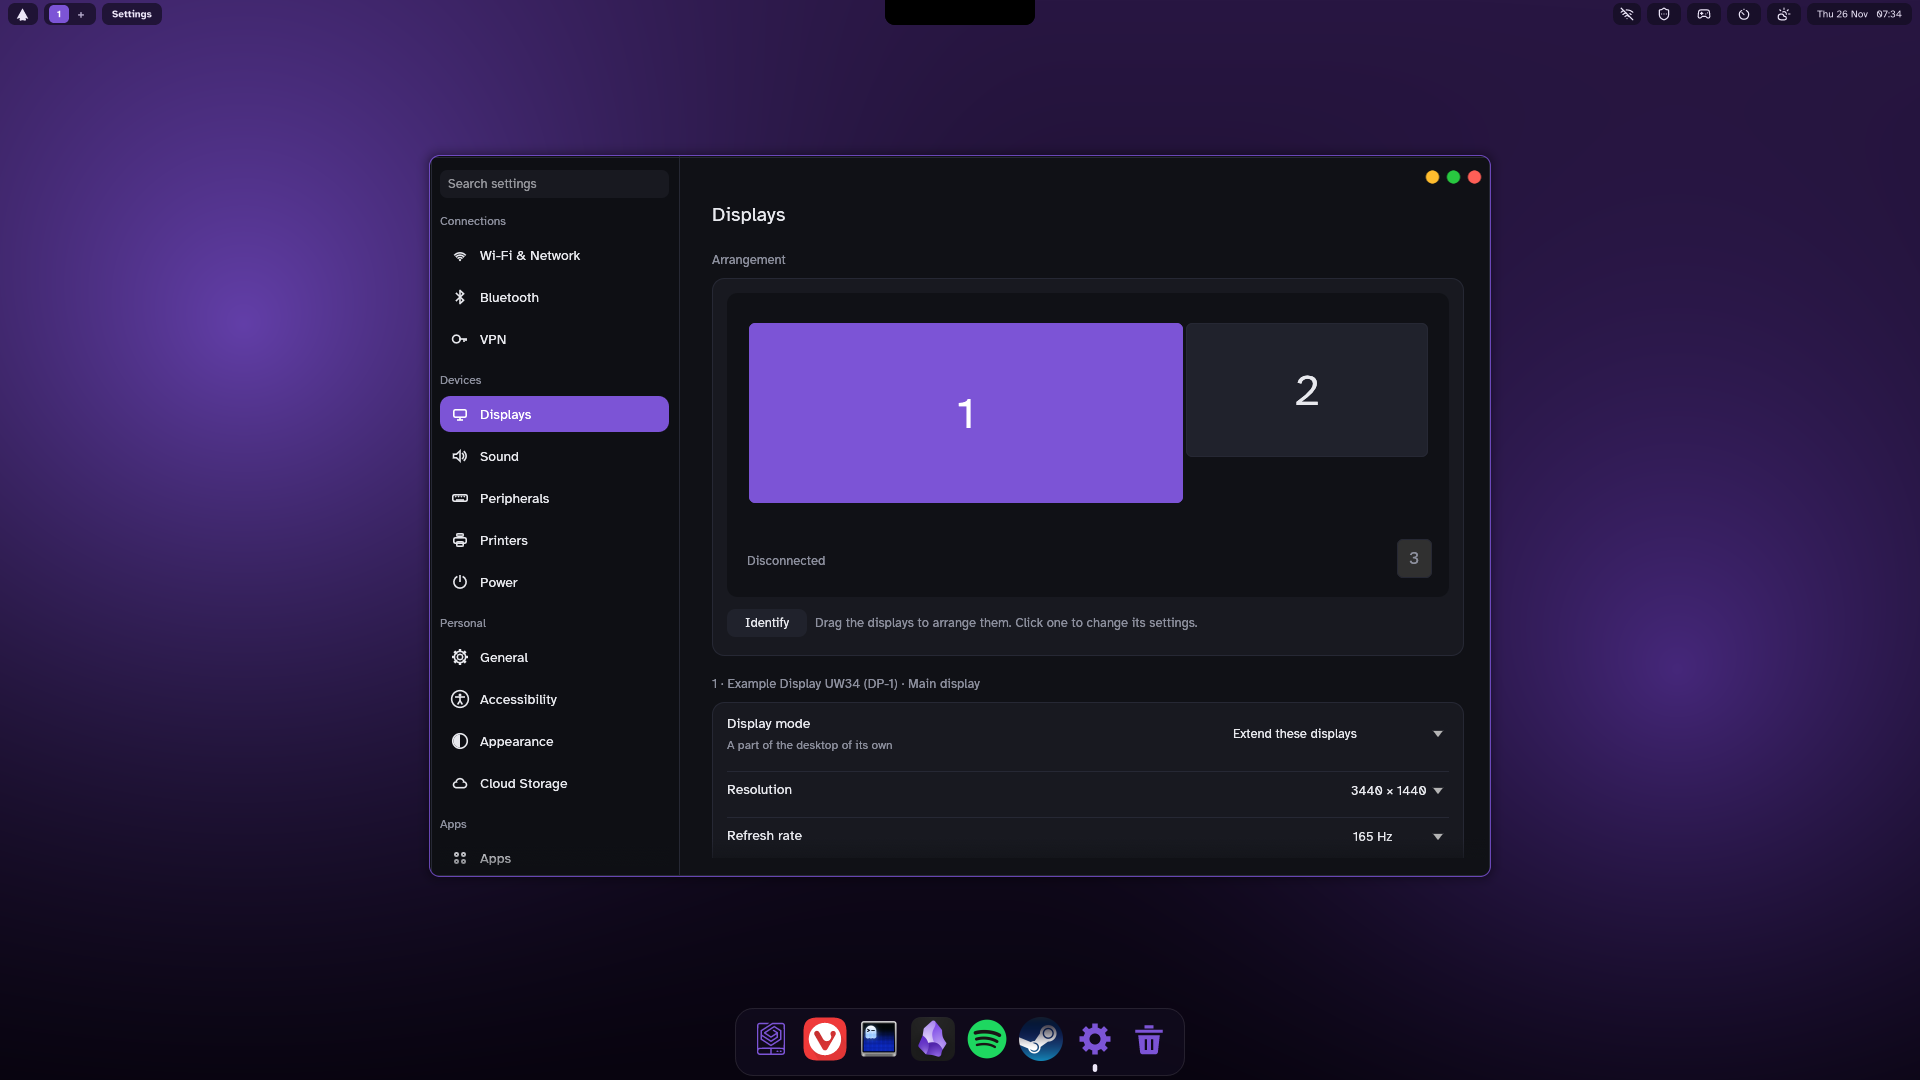 1 + Settings
Thu 26 Nov 07:34
Search settings
Connections
Wi-Fi & Network
Bluetooth
VPN
Devices
Displays
Sound
Peripherals
Printers
Power
Personal
General
Accessibility
Appearance
Cloud Storage
Apps
Apps
Displays
Arrangement
1
2
Disconnected
3
Identify
Drag the displays to arrange them. Click one to change its settings.
1 · Example Display UW34 (DP-1) · Main display
Display mode
A part of the desktop of its own
Extend these displays
Resolution
3440 × 1440
Refresh rate
165 Hz